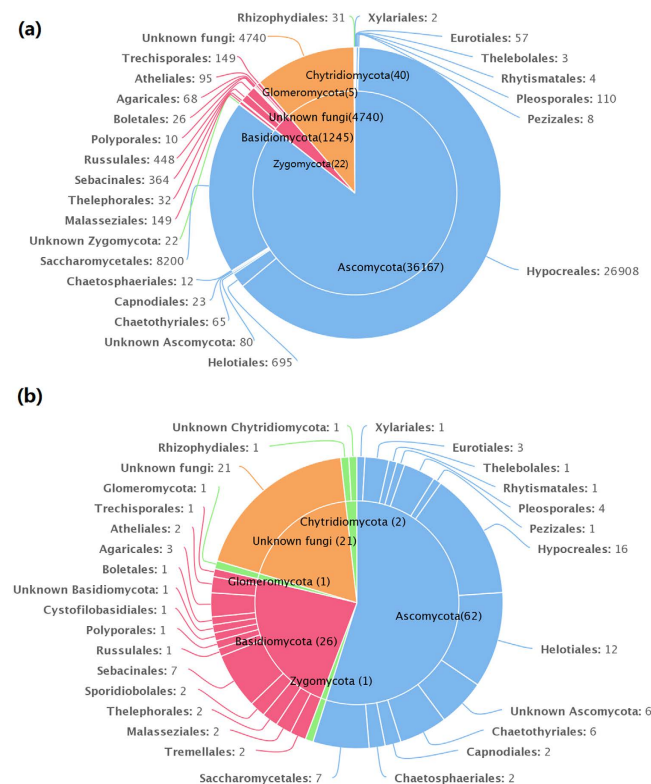 (a)
Rhizophydiales: 31
Xylariales: 2
Unknown fungi: 4740
Eurotiales: 57
Trechisporales: 149
Thelebolales: 3
Atheliales: 95
Rhytismatales: 4
Agaricales: 68
Pleosporales: 110
Boletales: 26
Pezizales: 8
Polyporales: 10
Russulales: 448
Sebacinales: 364
Thelephorales: 32
Malasseziales: 149
Unknown Zygomycota: 22
Saccharomycetales: 8200
Chaetosphaeriales: 12
Capnodiales: 23
Chaetothyriales: 65
Unknown Ascomycota: 80
Helotiales: 695
Hypocreales: 26908
Chytridiomycota(40)
Glomeromycota(5)
Unknown fungi(4740)
Basidiomycota(1245)
Zygomycota(22)
Ascomycota(36167)
(b)
Unknown Chytridiomycota: 1
Xylariales: 1
Rhizophydiales: 1
Eurotiales: 3
Unknown fungi: 21
Thelebolales: 1
Glomeromycota: 1
Rhytismatales: 1
Trechisporales: 1
Pleosporales: 4
Atheliales: 2
Pezizales: 1
Agaricales: 3
Hypocreales: 16
Boletales: 1
Unknown Basidiomycota: 1
Cystofilobasidiales: 1
Polyporales: 1
Russulales: 1
Helotiales: 12
Sebacinales: 7
Sporidiobolales: 2
Thelephorales: 2
Unknown Ascomycota: 6
Malasseziales: 2
Chaetothyriales: 6
Tremellales: 2
Capnodiales: 2
Saccharomycetales: 7
Chaetosphaeriales: 2
Chytridiomycota (2)
Unknown fungi (21)
Glomeromycota (1)
Ascomycota(62)
Basidiomycota (26)
Zygomycota (1)